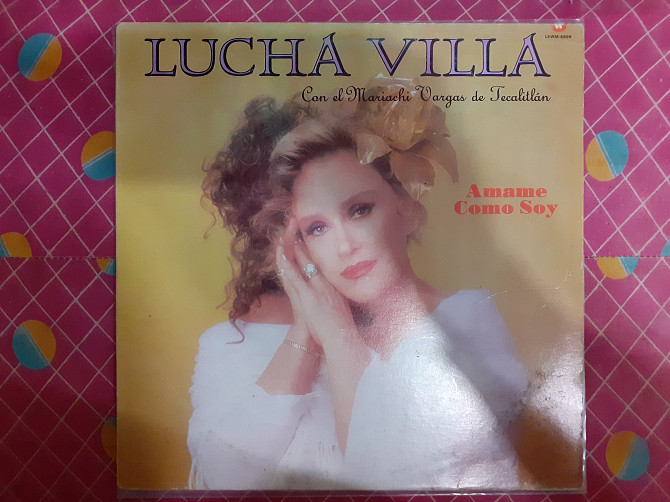 LUCHA VILLA
Con el Mariachi Vargas de Tecalitlán
Amame
Como Soy